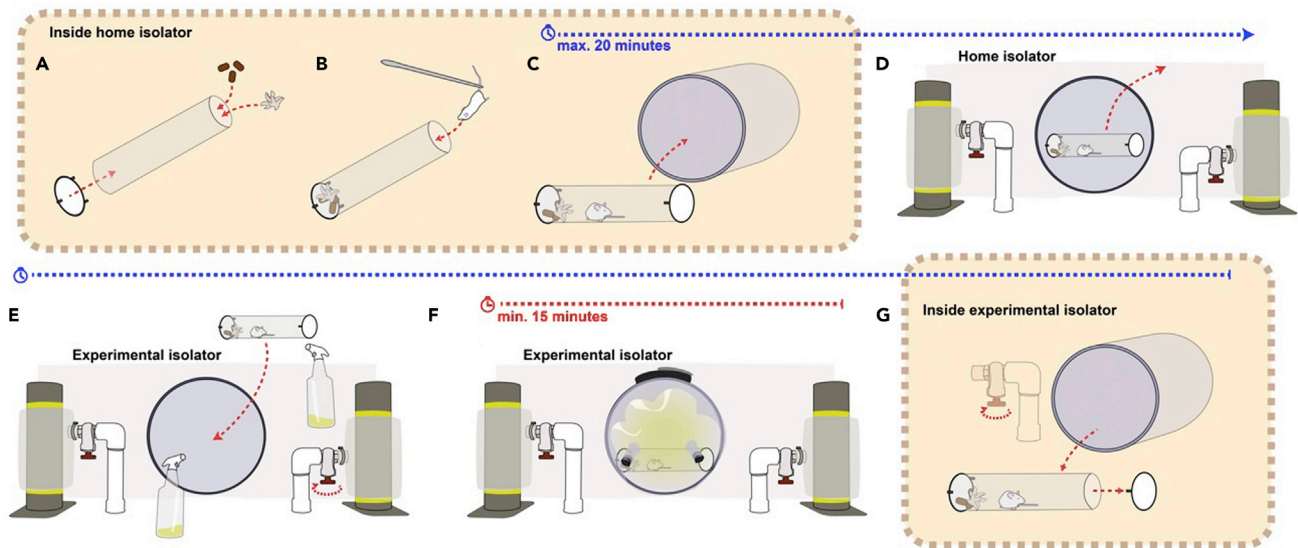 Inside home isolator
max. 20 minutes
A
B
C
D
Home isolator
E
Experimental isolator
F
min. 15 minutes
Experimental isolator
G
Inside experimental isolator